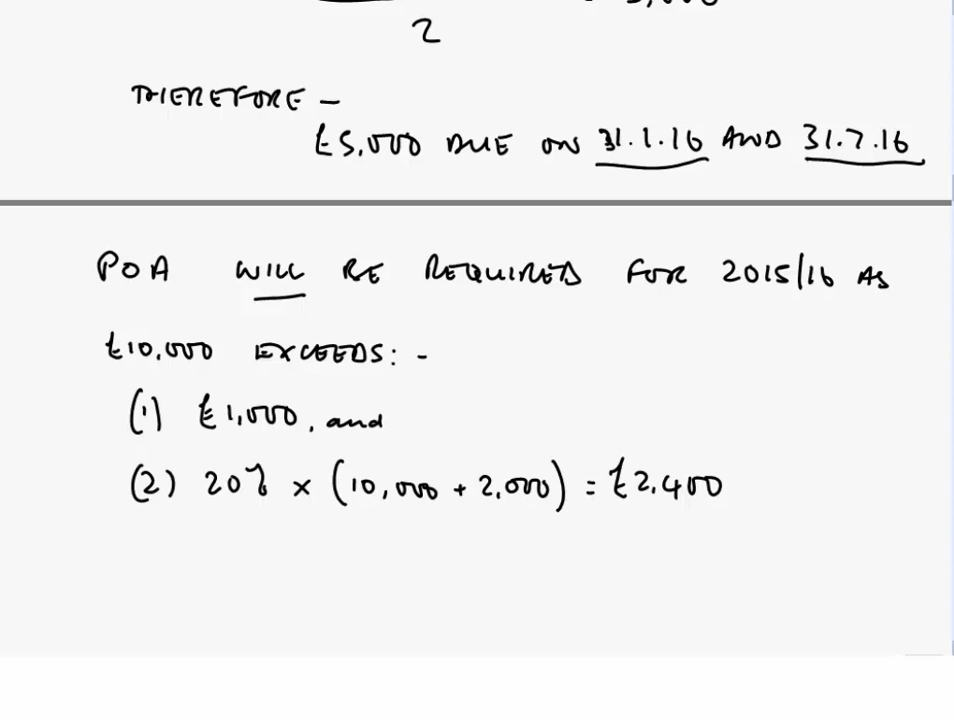 2
THEREFORE -
£5,000 DUE ON 31.1.16 AND 31.7.16
POA WILL BE REQUIRED FOR 2015/16 AS
£10,000 EXCEEDS: -
(1) £1,000, and
(2) 20% × (10,000 + 2,000) = £2,400